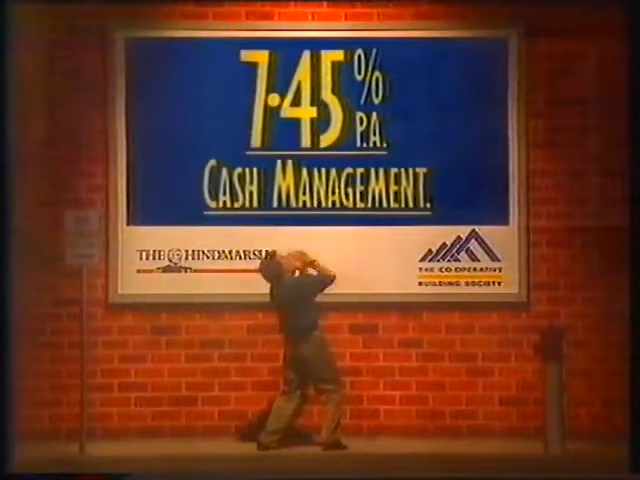 7.45% P.A.
CASH MANAGEMENT.
THE HINDMARSH
THE CO-OPERATIVE
BUILDING SOCIETY